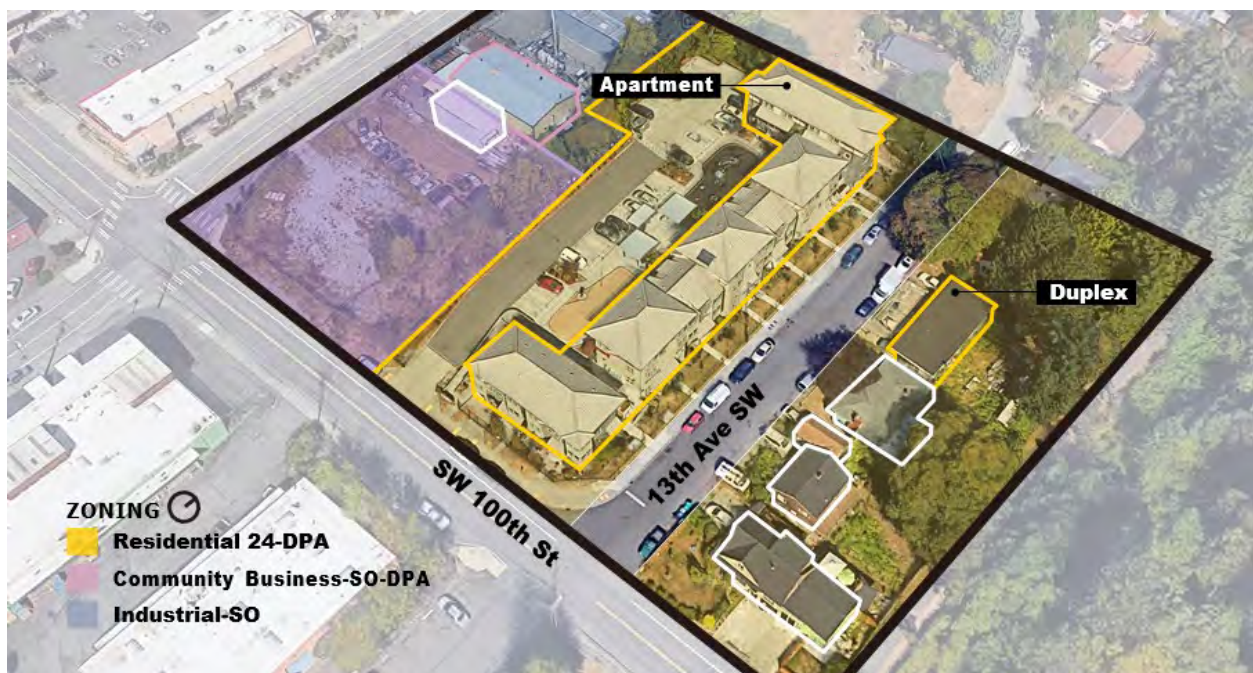 Apartment
Duplex
13th Ave SW
SW 100th St
ZONING
Residential 24-DPA
Community Business-SO-DPA
Industrial-SO